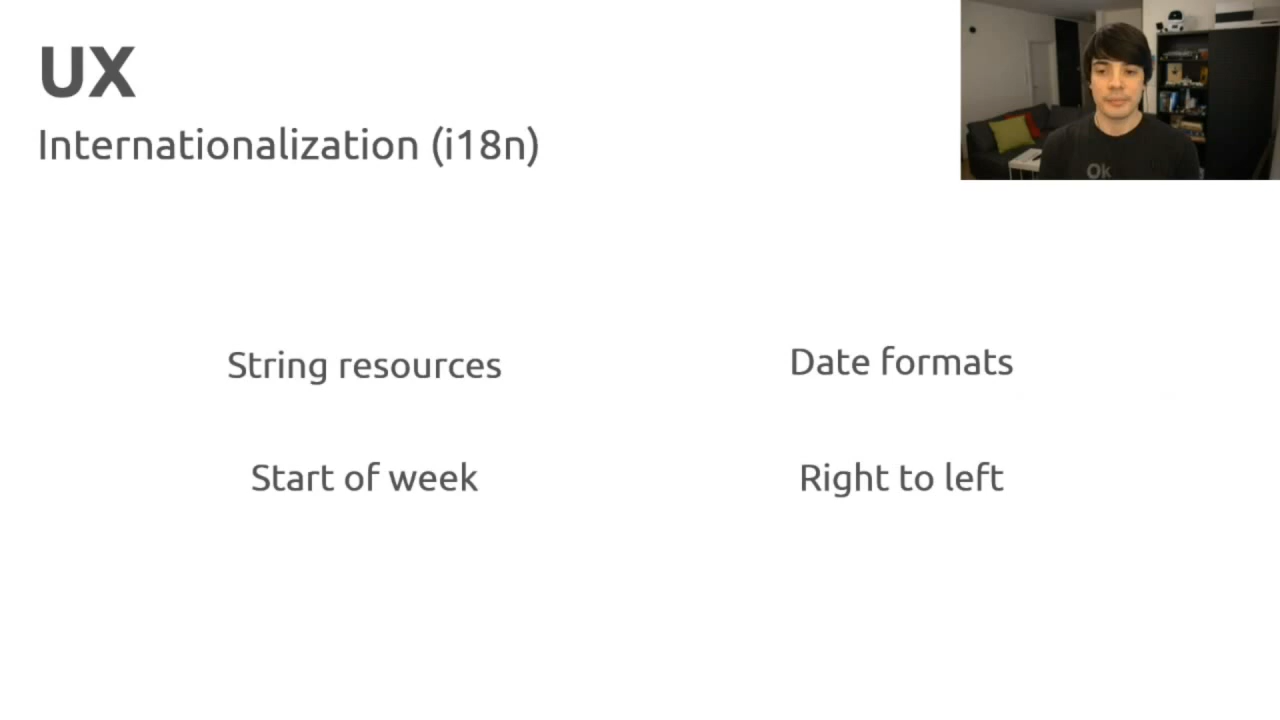 UX
Internationalization (i18n)
Ok
String resources
Date formats
Start of week
Right to left